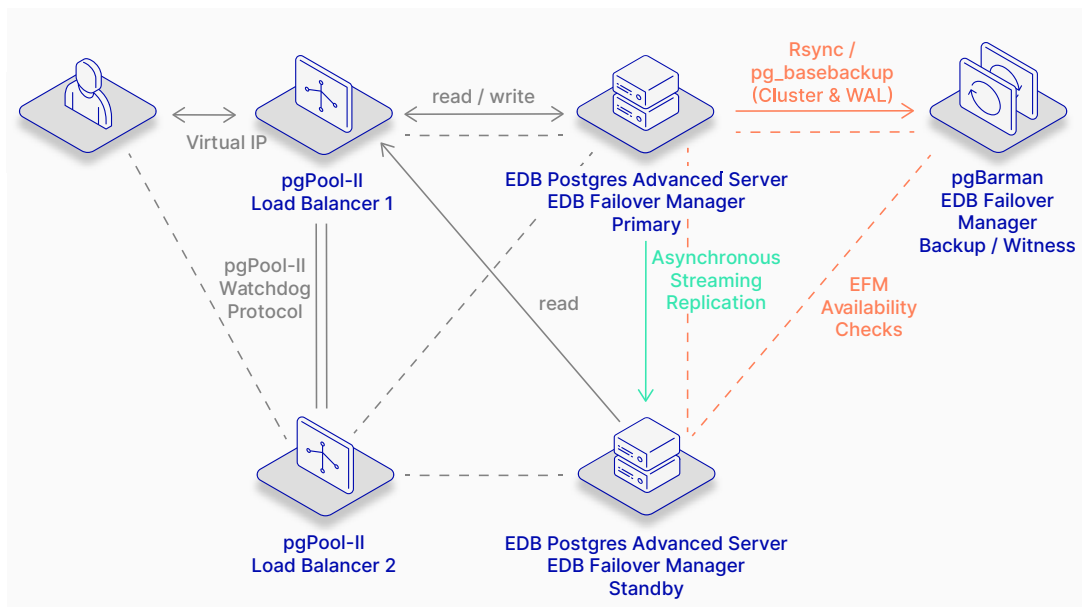 Rsync /
pg_basebackup
(Cluster & WAL)
read / write
Virtual IP
pgPool-II
Load Balancer 1
EDB Postgres Advanced Server
EDB Failover Manager
Primary
pgBarman
EDB Failover
Manager
Backup / Witness
pgPool-II
Watchdog
Protocol
Asynchronous
Streaming
Replication
read
EFM
Availability
Checks
pgPool-II
Load Balancer 2
EDB Postgres Advanced Server
EDB Failover Manager
Standby